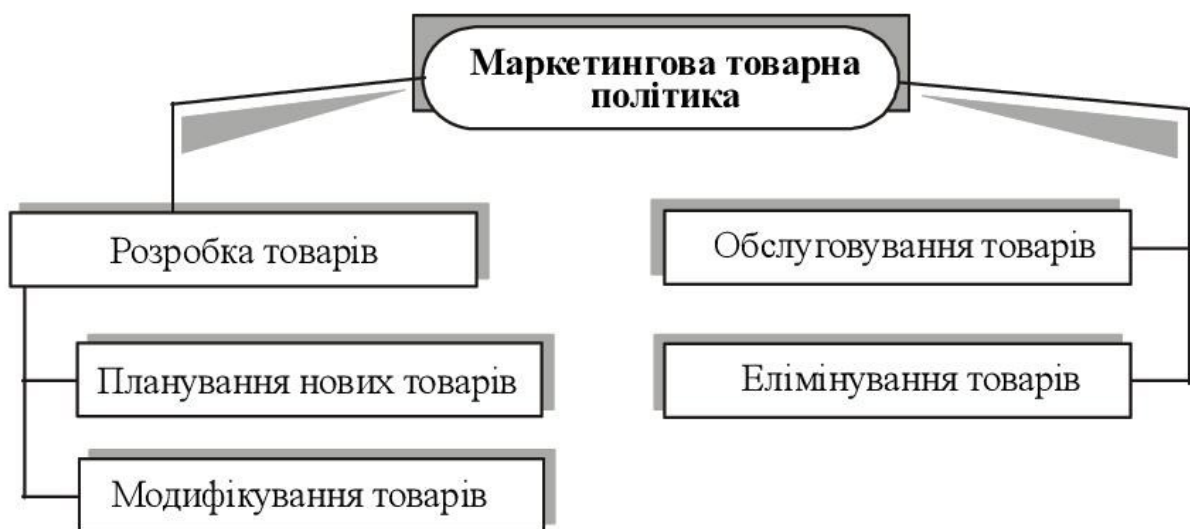 Маркетингова товарна
політика
Розробка товарів
Обслуговування товарів
Планування нових товарів
Елімінування товарів
Модифікування товарів